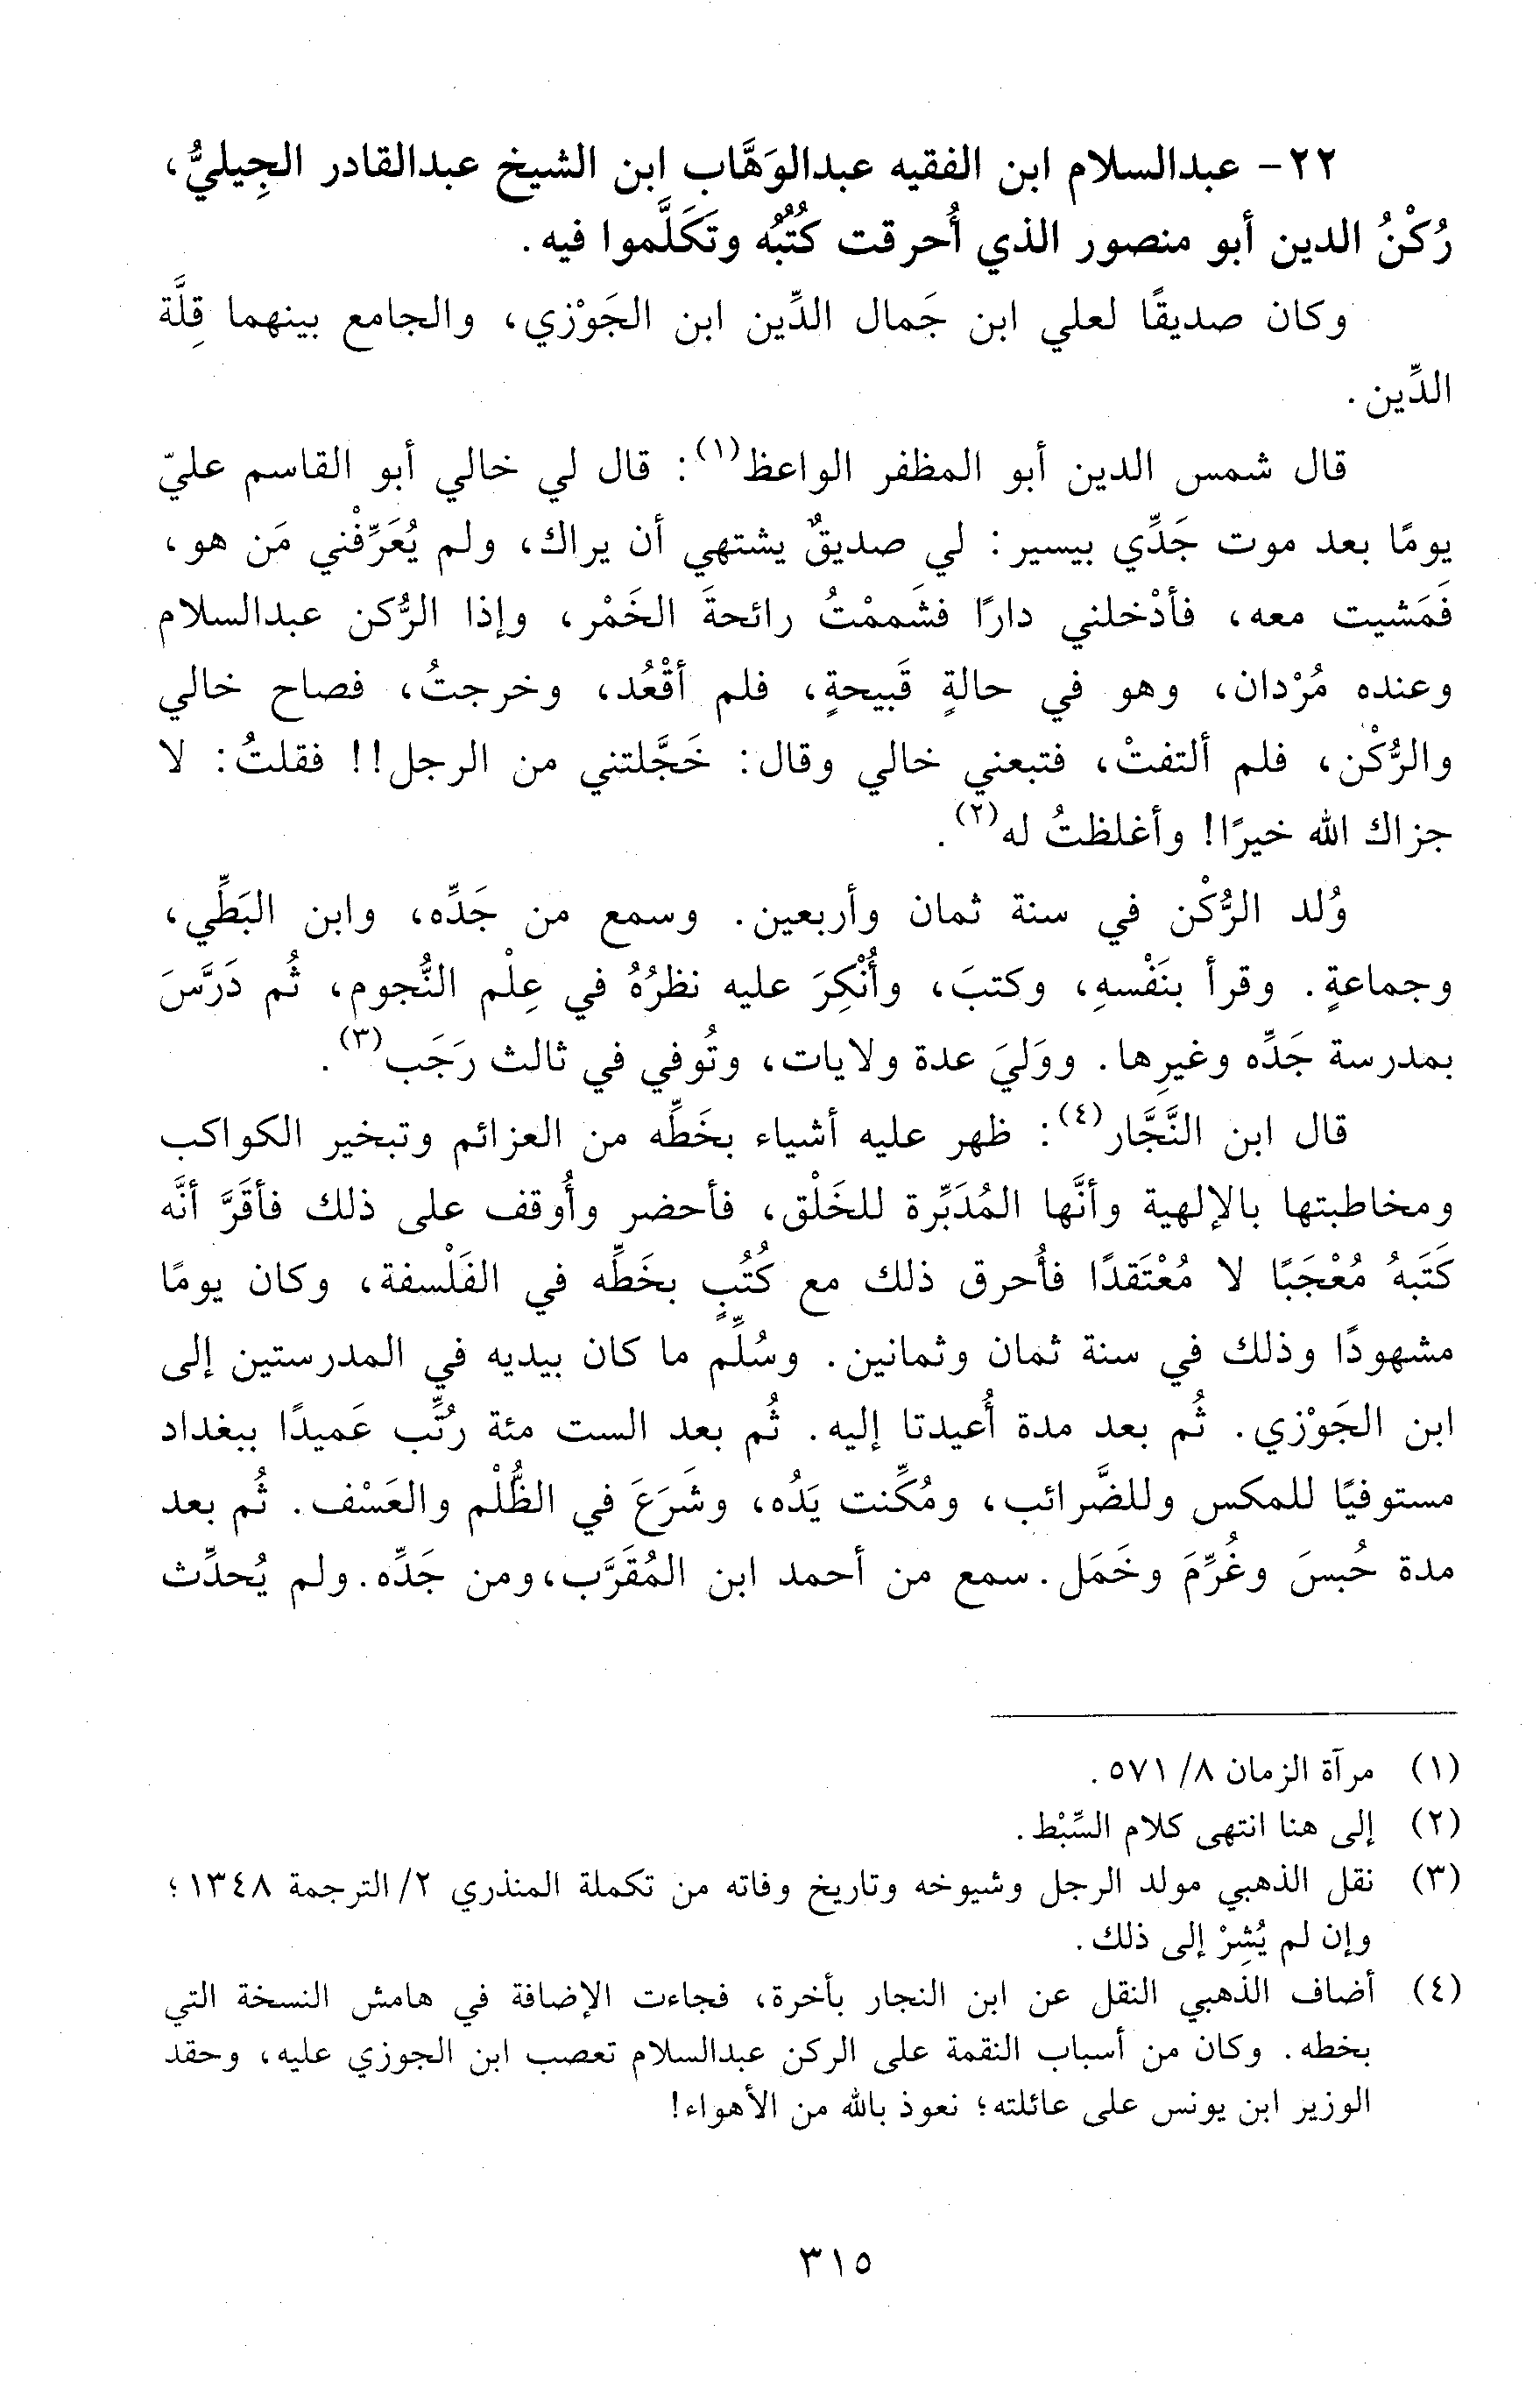 ٢٢- عبدالسلام ابن الفقيه عبدالوَهَّاب ابن الشيخ عبدالقادر الجِيليُّ،
رُكْنُ الدين أبو منصور الذي أُحرقت كُتُبُه وتَكَلَّموا فيه.
وكان صديقًا لعلي ابن جَمال الدِّين ابن الجَوْزي، والجامع بينهما قِلَّة
الدِّين.
قال شمس الدين أبو المظفر الواعظ(١): قال لي خالي أبو القاسم عليّ
يومًا بعد موت جَدِّي بيسير: لي صديقٌ يشتهي أن يراك، ولم يُعَرِّفْني مَن هو،
فَمَشيت معه، فأدْخلني دارًا فشَممْتُ رائحةَ الخَمْر، وإذا الرُّكن عبدالسلام
وعنده مُرْدان، وهو في حالةٍ قَبيحةٍ، فلم أقْعُد، وخرجتُ، فصاح خالي
والرُّكْن، فلم ألتفتْ، فتبعني خالي وقال: خَجَّلتني من الرجل!! فقلتُ: لا
جزاك الله خيرًا! وأغلظتُ له(٢).
وُلد الرُّكْن في سنة ثمان وأربعين. وسمع من جَدِّه، وابن البَطِّي،
وجماعةٍ. وقرأ بنَفْسهِ، وكتبَ، وأُنْكِرَ عليه نظرُهُ في عِلْم النُّجوم، ثُم دَرَّسَ
بمدرسة جَدِّه وغيرِها. ووَليَ عدة ولايات، وتُوفي في ثالث رَجَب(٣).
قال ابن النَّجَّار(٤): ظهر عليه أشياء بخَطِّه من العزائم وتبخير الكواكب
ومخاطبتها بالإلهية وأنَّها المُدَبِّرة للخَلْق، فأحضر وأُوقف على ذلك فأقَرَّ أنَّه
كَتَبهُ مُعْجَبًا لا مُعْتَقدًا فأُحرق ذلك مع كُتُبٍ بخَطِّه في الفَلْسفة، وكان يومًا
مشهودًا وذلك في سنة ثمان وثمانين. وسُلِّم ما كان بيديه في المدرستين إلى
ابن الجَوْزي. ثُم بعد مدة أُعيدتا إليه. ثُم بعد الست مئة رُتِّب عَميدًا ببغداد
مستوفيًا للمكس وللضَّرائب، ومُكِّنت يَدُه، وشَرَعَ في الظُّلْم والعَسْف. ثُم بعد
مدة حُبسَ وغُرِّمَ وخَمَل. سمع من أحمد ابن المُقَرَّب، ومن جَدِّه. ولم يُحدِّث
(١) مرآة الزمان ٨/ ٥٧١.
(٢) إلى هنا انتهى كلام السِّبْط.
(٣) نقل الذهبي مولد الرجل وشيوخه وتاريخ وفاته من تكملة المنذري ٢/ الترجمة ١٣٤٨؛
وإن لم يُشِرْ إلى ذلك.
(٤) أضاف الذهبي النقل عن ابن النجار بأخرة، فجاءت الإضافة في هامش النسخة التي
بخطه. وكان من أسباب النقمة على الركن عبدالسلام تعصب ابن الجوزي عليه، وحقد
الوزير ابن يونس على عائلته؛ نعوذ بالله من الأهواء!
٣١٥